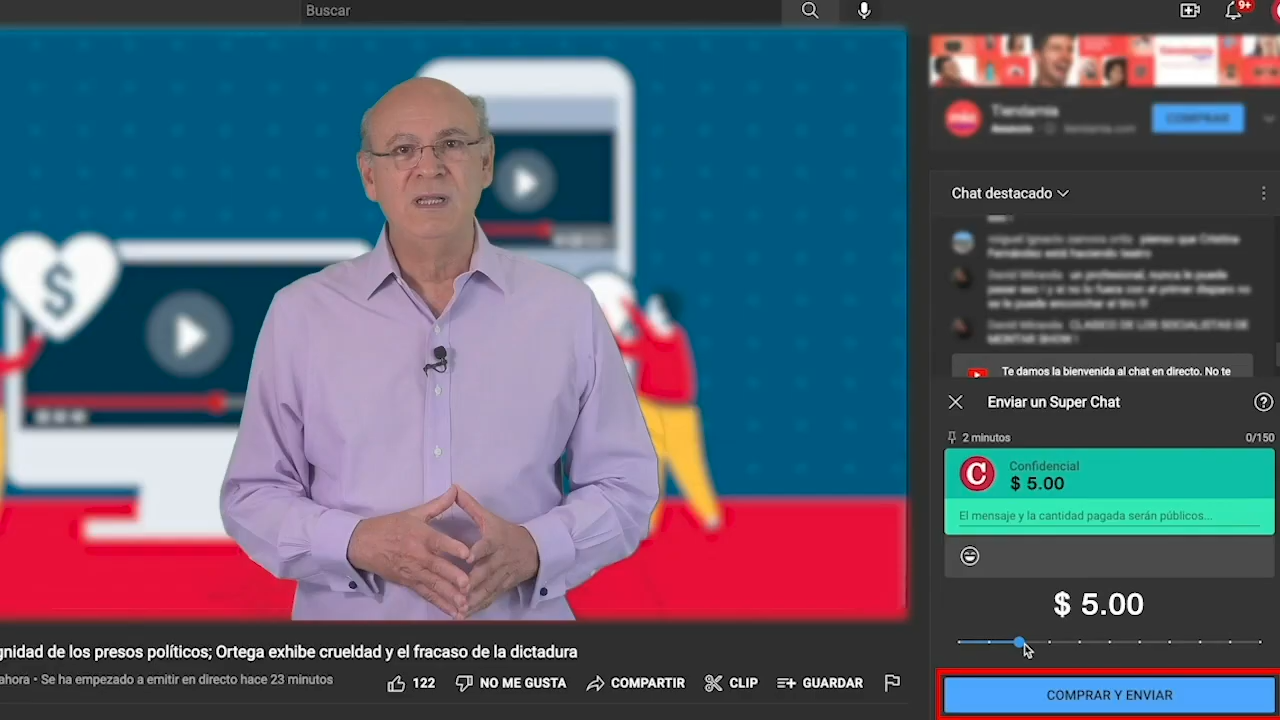 Buscar
9+
Tiendamia
COMPRAR
Chat destacado
Te damos la bienvenida al chat en directo. No te
Enviar un Super Chat
2 minutos
0/150
C
Confidencial
$ 5.00
El mensaje y la cantidad pagada serán públicos...
$ 5.00
COMPRAR Y ENVIAR
$
gnidad de los presos políticos; Ortega exhibe crueldad y el fracaso de la dictadura
ahora • Se ha empezado a emitir en directo hace 23 minutos
122
NO ME GUSTA
COMPARTIR
CLIP
GUARDAR